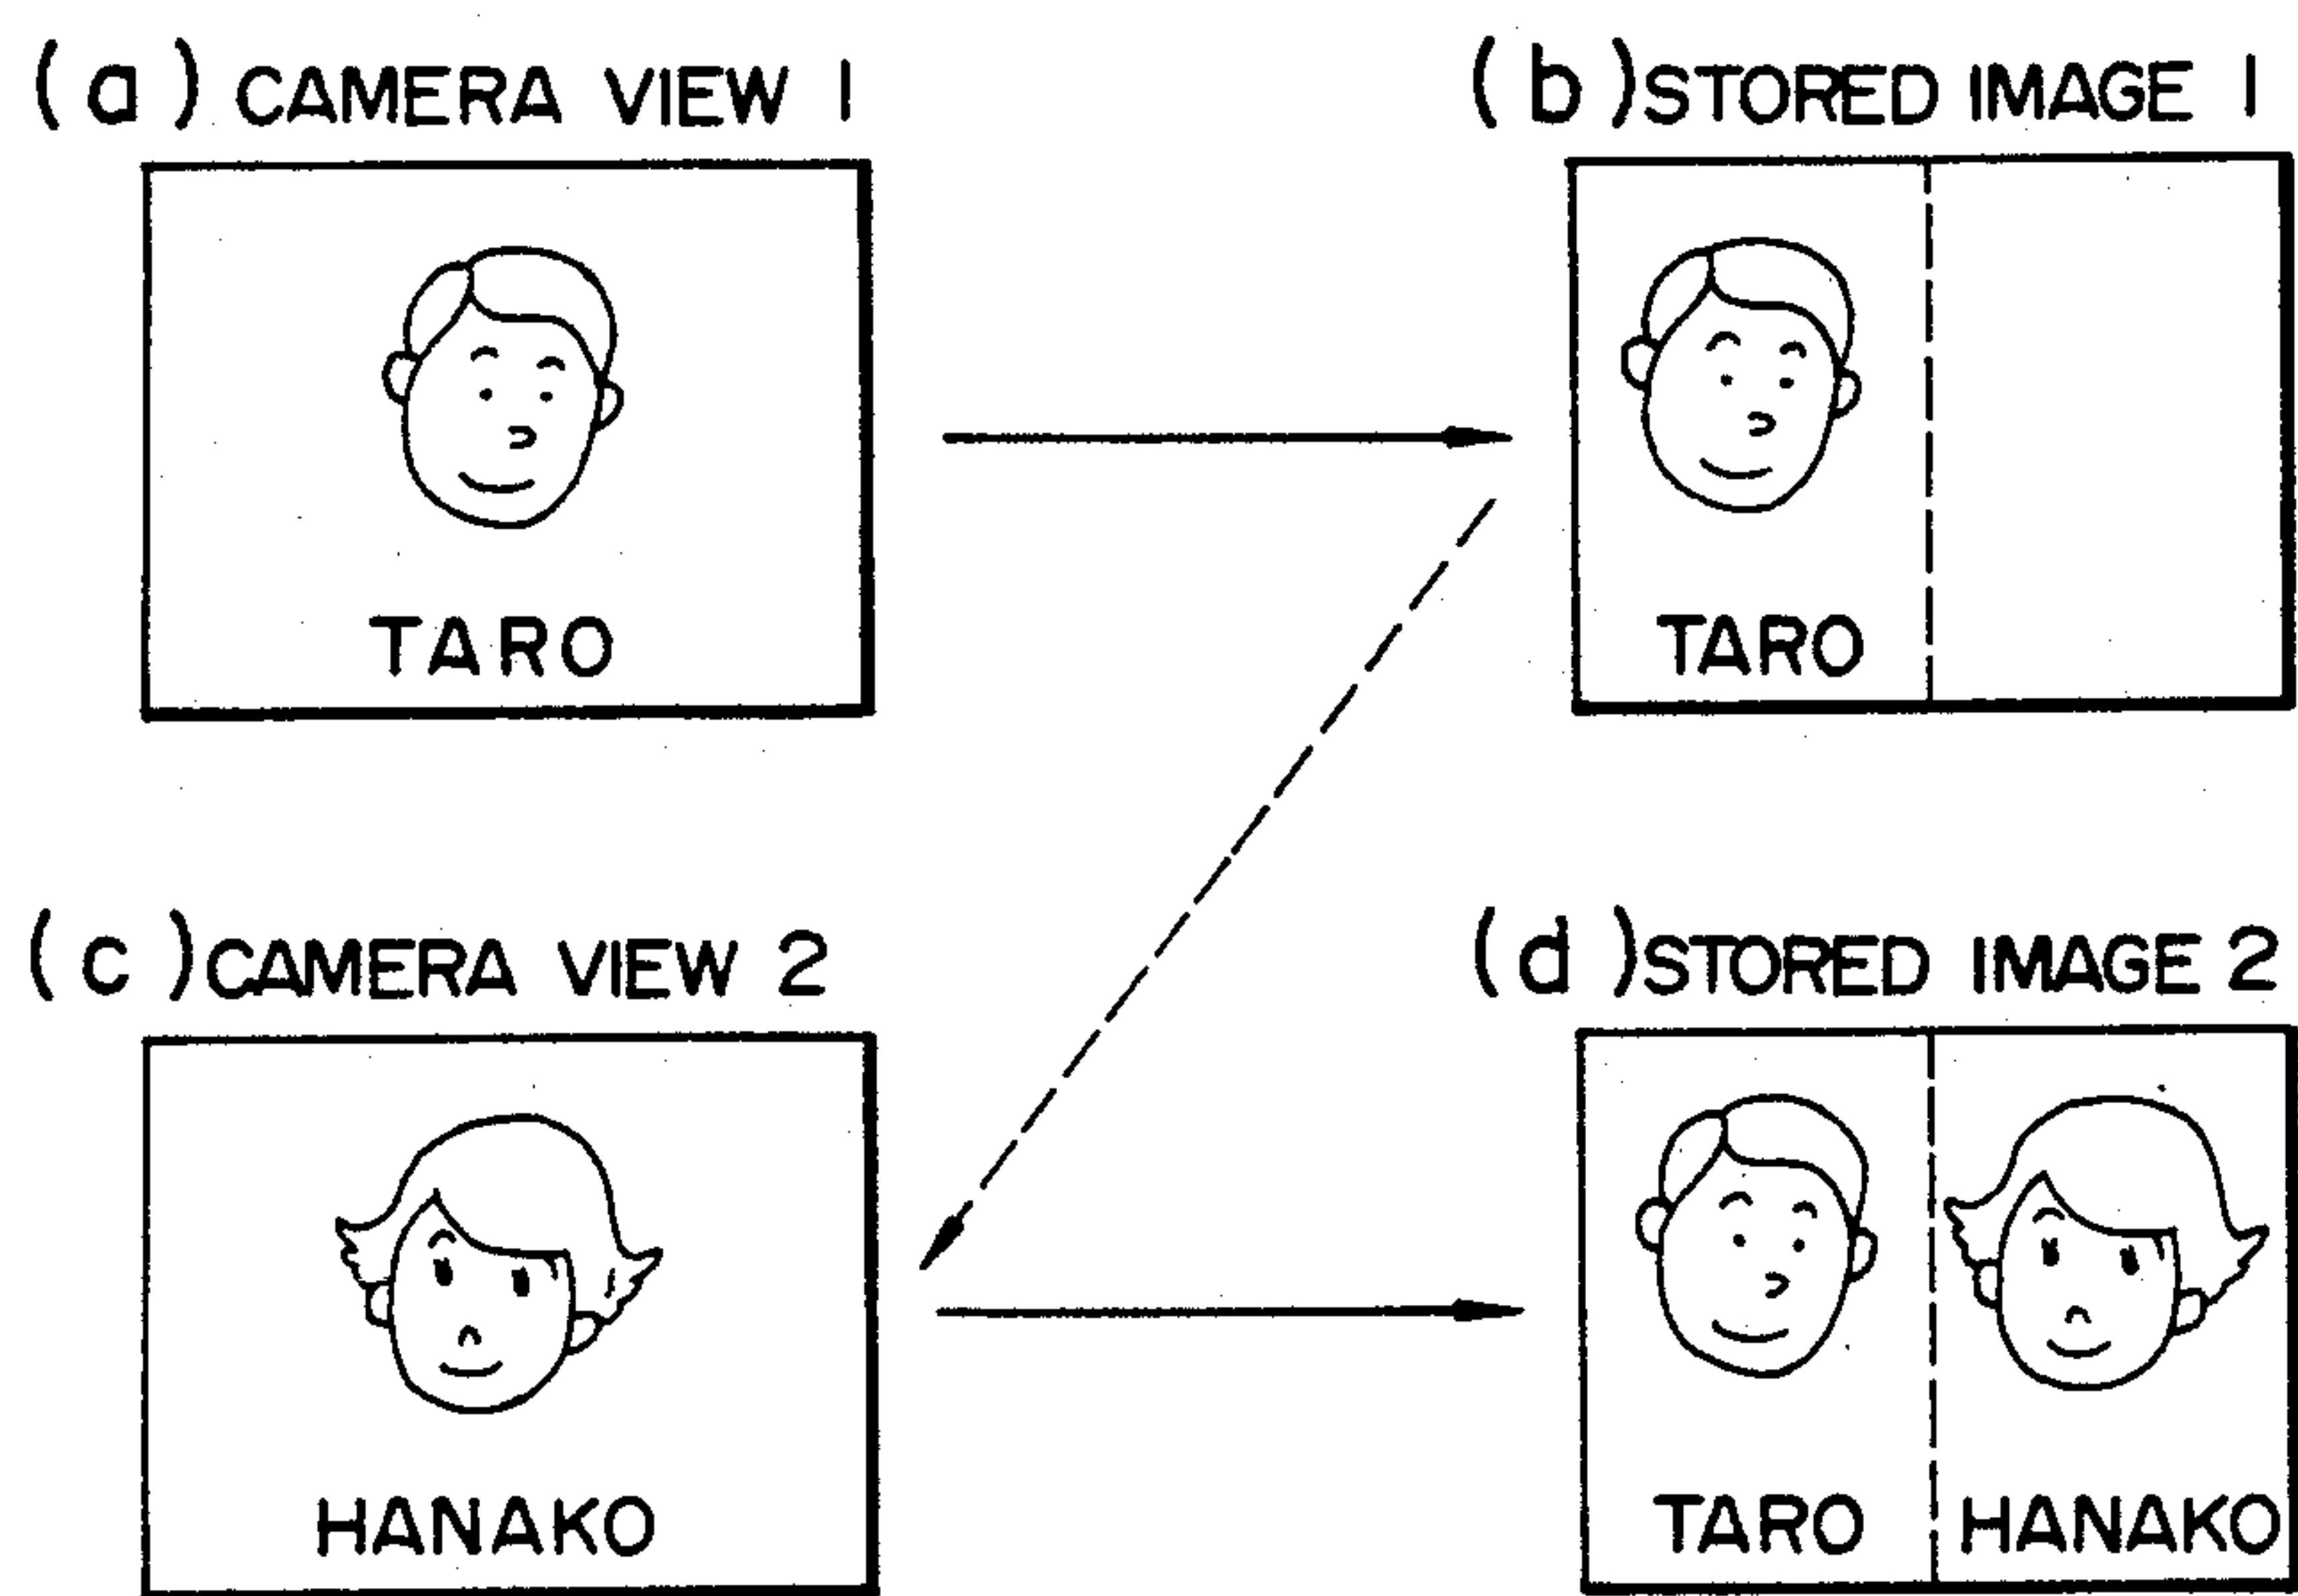 (a) CAMERA VIEW 1
(b) STORED IMAGE 1
TARO
TARO
(c) CAMERA VIEW 2
(d) STORED IMAGE 2
HANAKO
TARO HANAKO